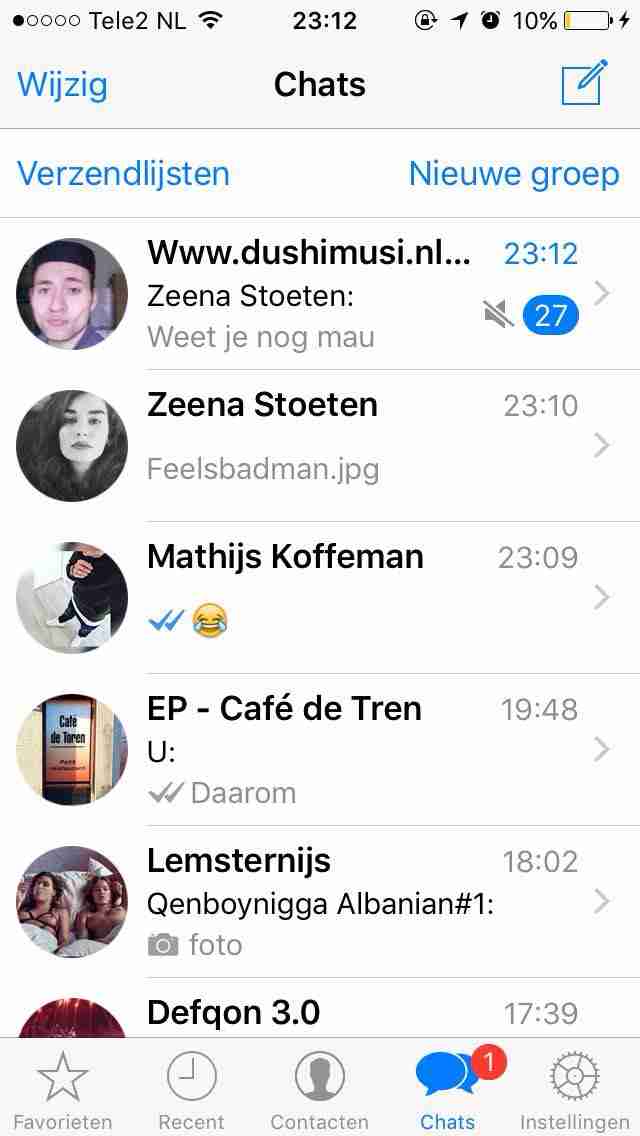 Tele2 NL 23:12 10%
Wijzig Chats
Verzendlijsten Nieuwe groep
Www.dushimusi.nl... 23:12
Zeena Stoeten:
Weet je nog mau 27
Zeena Stoeten 23:10
Feelsbadman.jpg
Mathijs Koffeman 23:09
😂
EP - Café de Tren 19:48
Café
de Toren
U:
Daarom
Lemsternijs 18:02
Qenboynigga Albanian#1:
foto
Defqon 3.0 17:39
1
Favorieten Recent Contacten Chats Instellingen